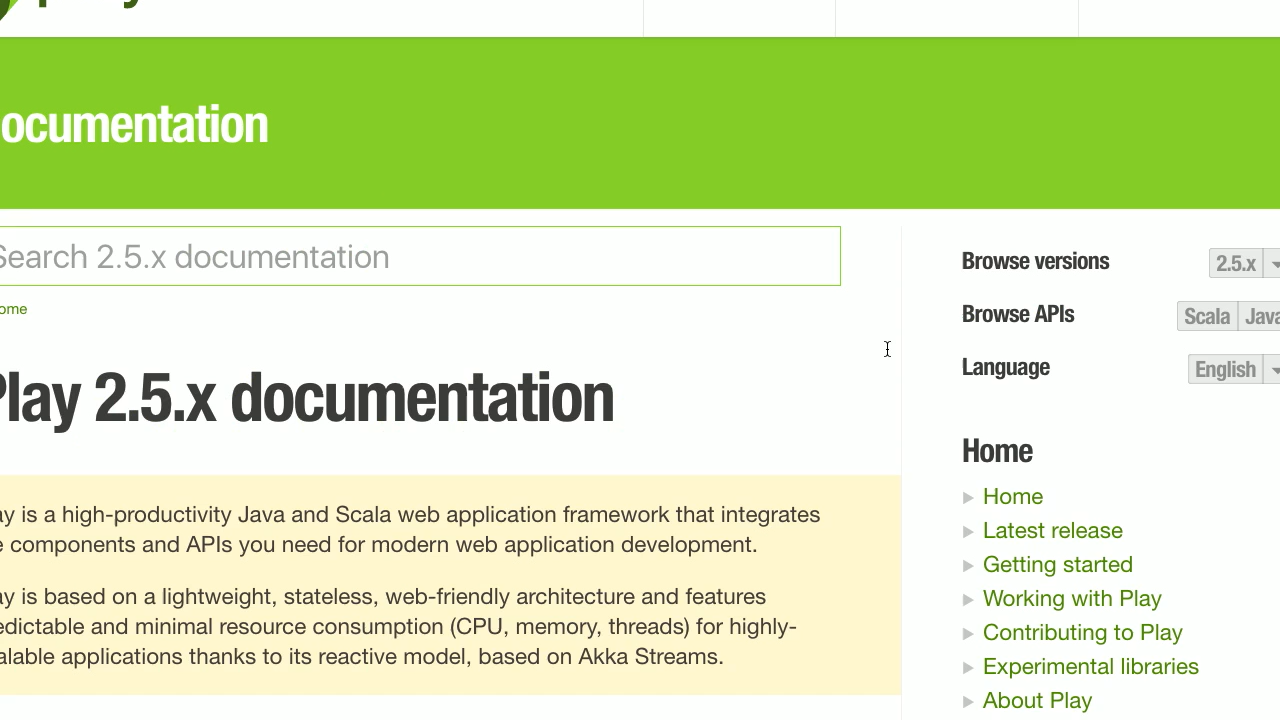 ocumentation
Search 2.5.x documentation
ome
Play 2.5.x documentation
ay is a high-productivity Java and Scala web application framework that integrates
e components and APIs you need for modern web application development.
ay is based on a lightweight, stateless, web-friendly architecture and features
edictable and minimal resource consumption (CPU, memory, threads) for highly-
alable applications thanks to its reactive model, based on Akka Streams.
Browse versions 2.5.x
Browse APIs Scala Java
Language English
Home
Home
Latest release
Getting started
Working with Play
Contributing to Play
Experimental libraries
About Play